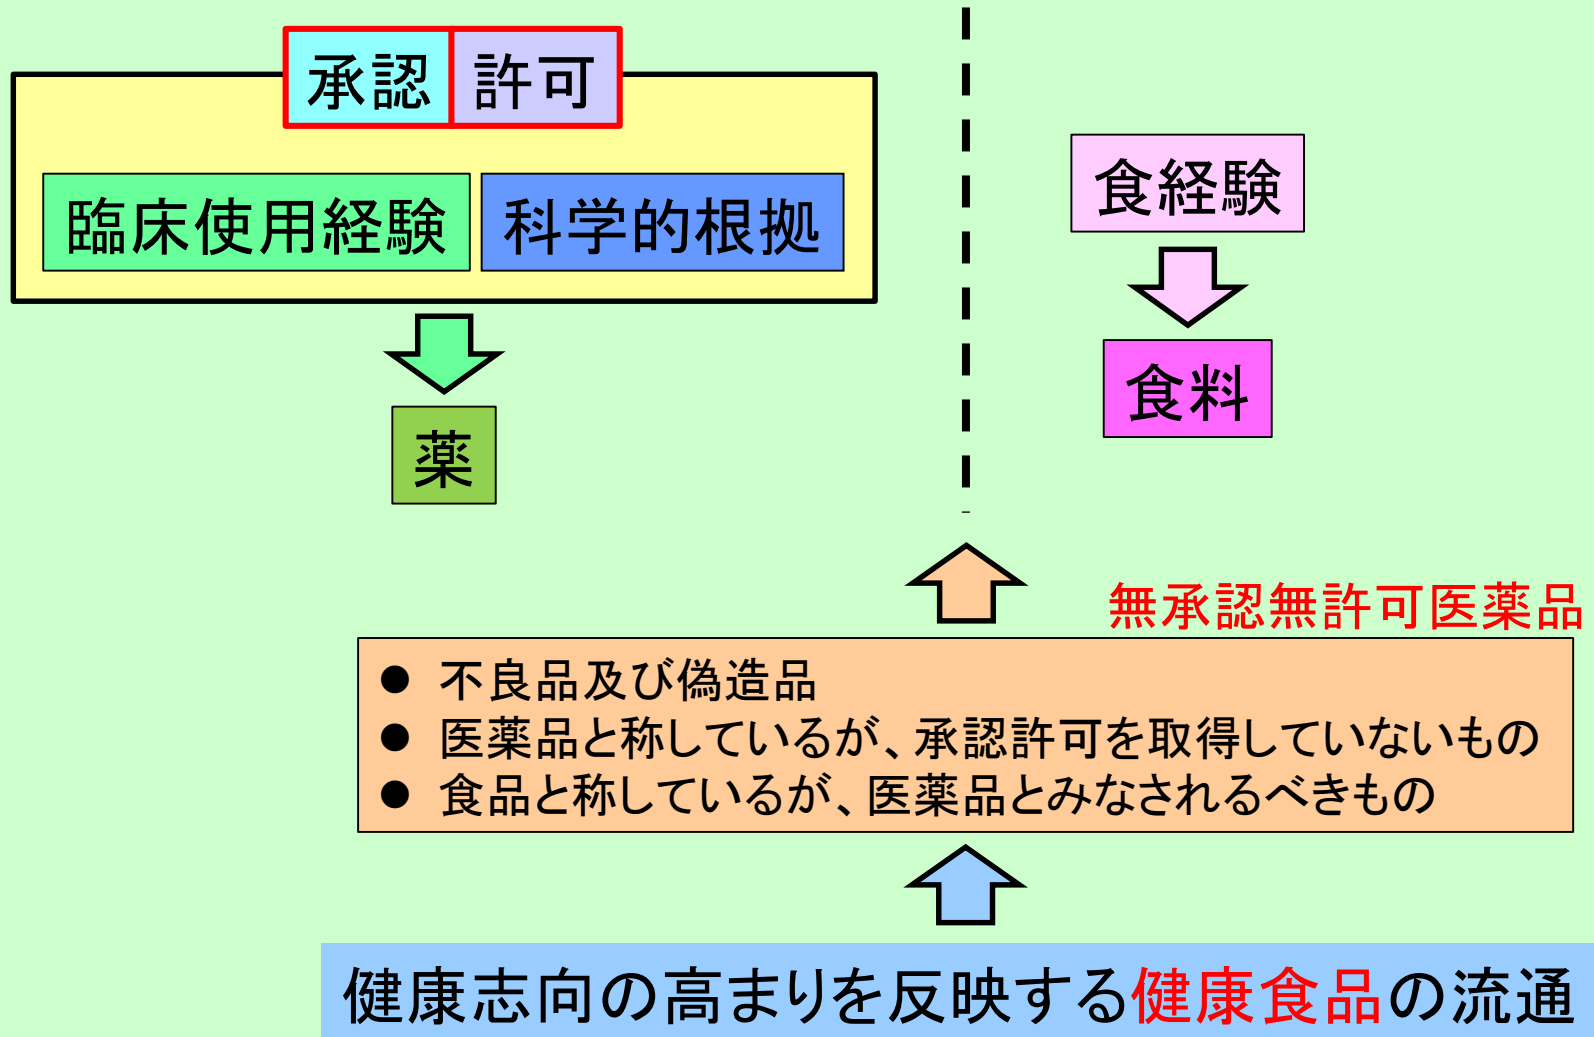 承認 許可
臨床使用経験 科学的根拠
薬
食経験
食料
無承認無許可医薬品
● 不良品及び偽造品
● 医薬品と称しているが、承認許可を取得していないもの
● 食品と称しているが、医薬品とみなされるべきもの
健康志向の高まりを反映する健康食品の流通